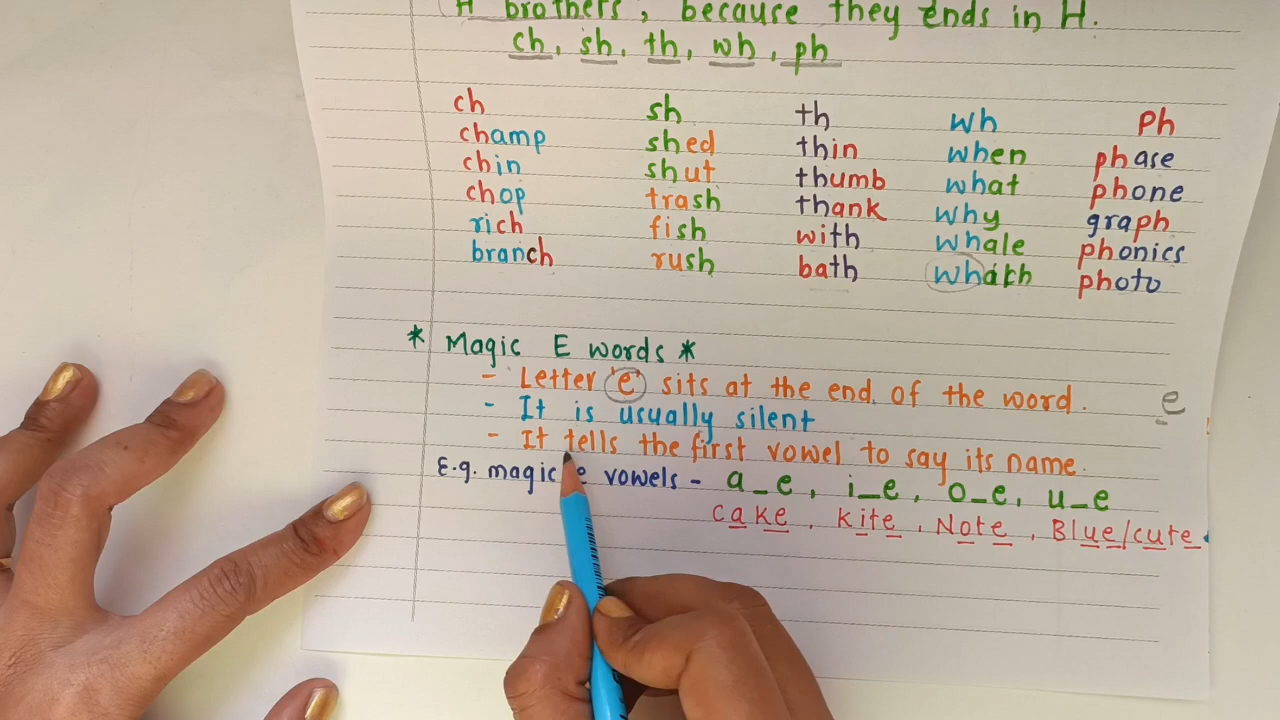 H brothers, because they ends in H.
ch, sh, th, wh, ph
ch sh th wh Ph
champ shed thin when phase
chin shut thumb what phone
chop trash thank why graph
rich fish with whale phonics
branch rush bath photo
* Magic E words *
- Letter 'e' sits at the end of the word. e
- It is usually silent
- It tells the first vowel to say its name.
E.g. magic e vowels - a_e, i_e, o_e, u_e
cake, kite, Note, Blue/cute